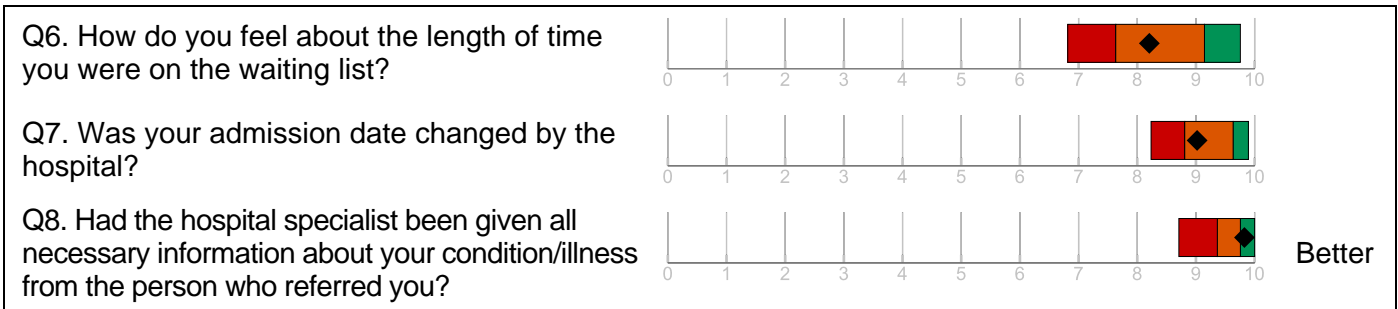 Q6. How do you feel about the length of time
you were on the waiting list?
0 1 2 3 4 5 6 7 8 9 10
Q7. Was your admission date changed by the
hospital?
0 1 2 3 4 5 6 7 8 9 10
Q8. Had the hospital specialist been given all
necessary information about your condition/illness
from the person who referred you?
0 1 2 3 4 5 6 7 8 9 10
Better